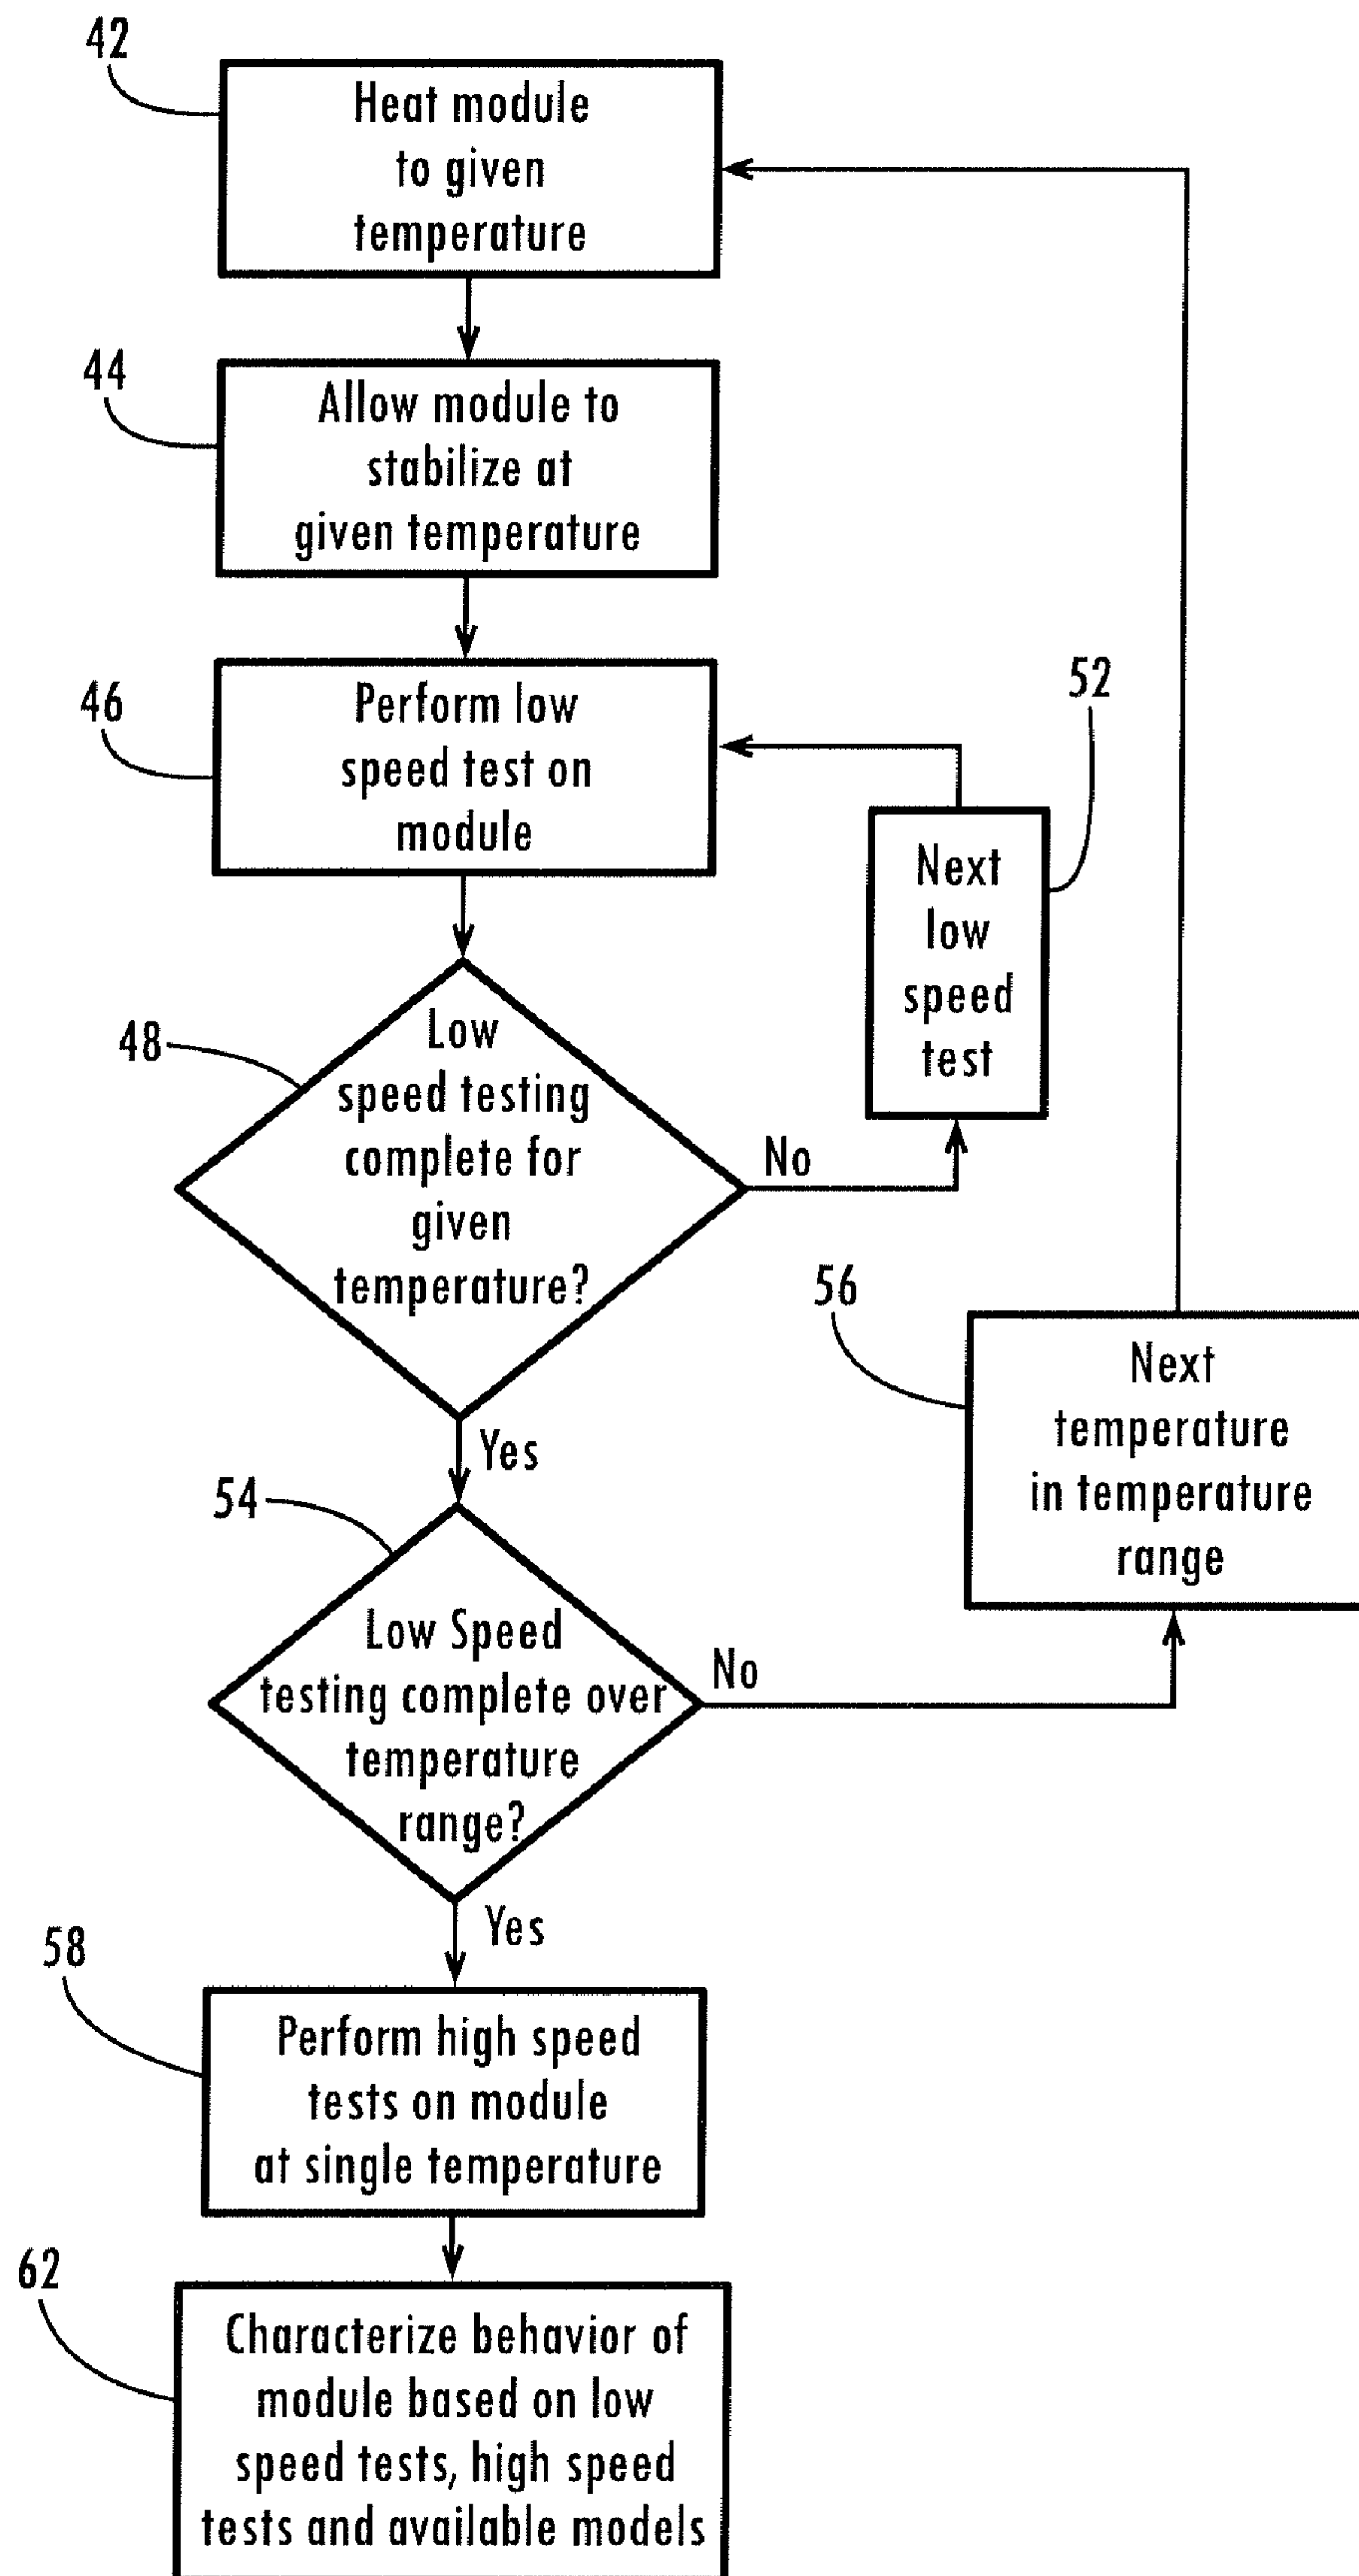 42
Heat module
to given
temperature
44
Allow module to
stabilize at
given temperature
46
Perform low
speed test on
module
52
Next
low
speed
test
48
Low
speed testing
complete for
given
temperature?
No
Yes
56
Next
temperature
in temperature
range
54
Low Speed
testing complete over
temperature
range?
No
Yes
58
Perform high speed
tests on module
at single temperature
62
Characterize behavior of
module based on low
speed tests, high speed
tests and available models